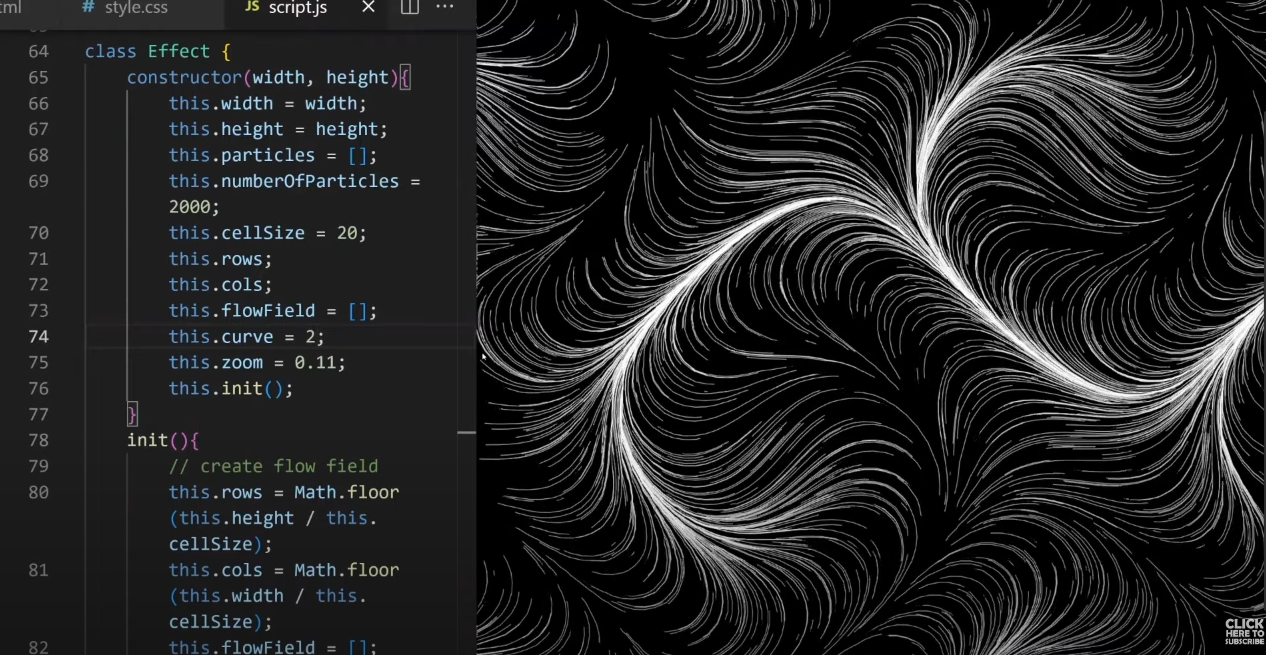 tml # style.css JS script.js
64 class Effect {
65 constructor(width, height){
66 this.width = width;
67 this.height = height;
68 this.particles = [];
69 this.numberOfParticles =
2000;
70 this.cellSize = 20;
71 this.rows;
72 this.cols;
73 this.flowField = [];
74 this.curve = 2;
75 this.zoom = 0.11;
76 this.init();
77 }
78 init(){
79 // create flow field
80 this.rows = Math.floor
(this.height / this.
cellSize);
81 this.cols = Math.floor
(this.width / this.
cellSize);
82 this.flowField = [];
CLICK
HERE TO
SUBSCRIBE